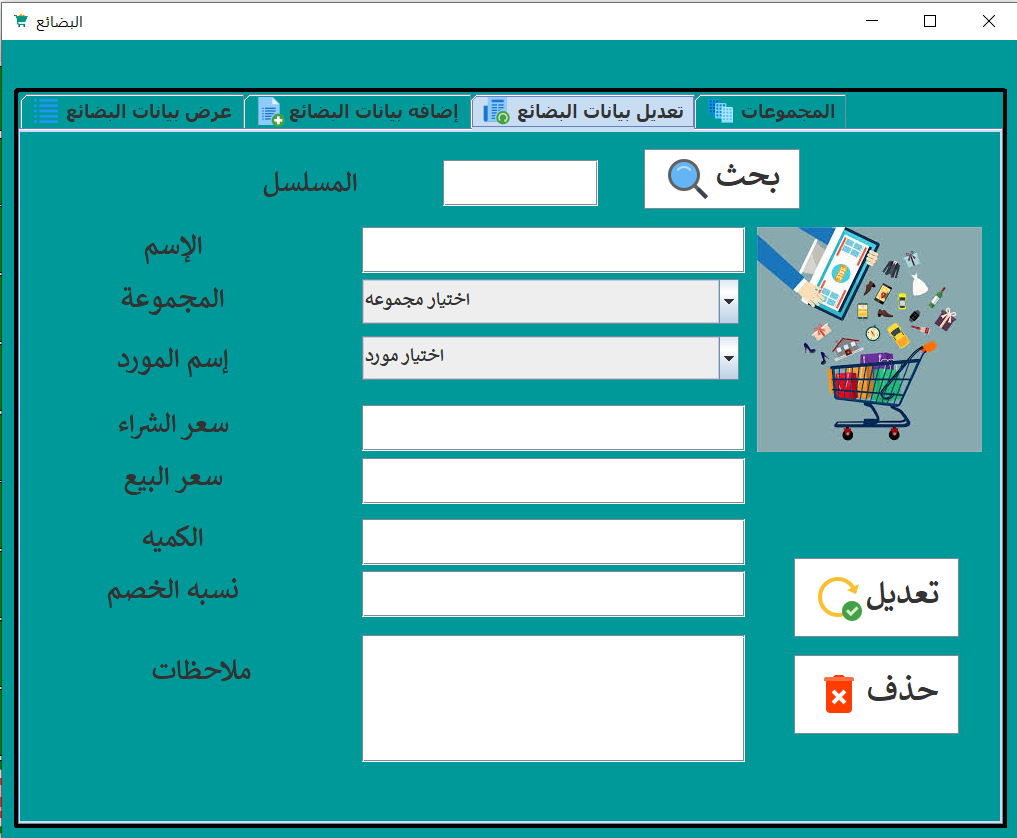 البضائع
عرض بيانات البضائع
إضافه بيانات البضائع
تعديل بيانات البضائع
المجموعات
المسلسل
بحث
الإسم
المجموعة
اختيار مجموعه
إسم المورد
اختيار مورد
سعر الشراء
سعر البيع
الكميه
نسبه الخصم
تعديل
ملاحظات
حذف